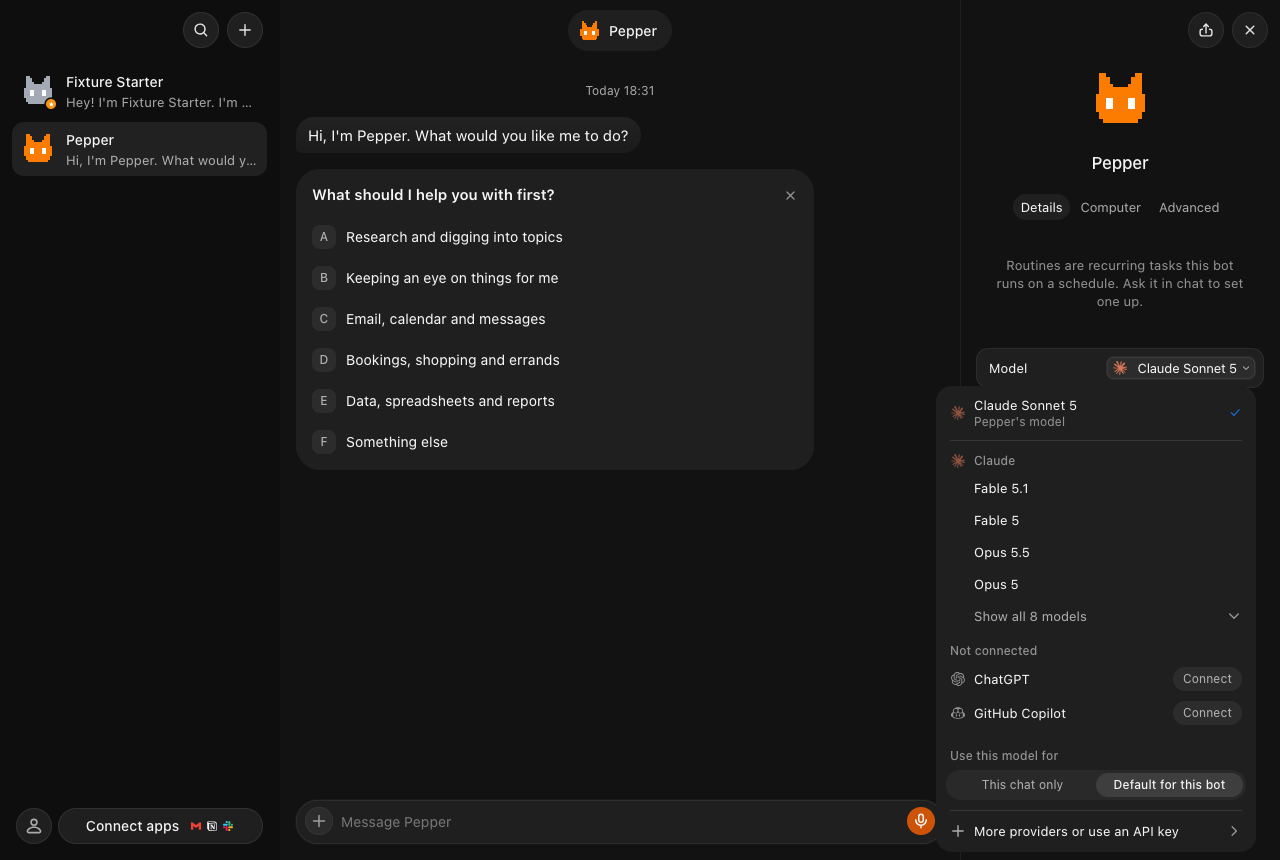 Fixture Starter
Hey! I'm Fixture Starter. I'm ...
Pepper
Hi, I'm Pepper. What would y...
Connect apps
Pepper
Today 18:31
Hi, I'm Pepper. What would you like me to do?
What should I help you with first?
A Research and digging into topics
B Keeping an eye on things for me
C Email, calendar and messages
D Bookings, shopping and errands
E Data, spreadsheets and reports
F Something else
Message Pepper
Pepper
Details Computer Advanced
Routines are recurring tasks this bot
runs on a schedule. Ask it in chat to set
one up.
Model Claude Sonnet 5
Claude Sonnet 5
Pepper's model
Claude
Fable 5.1
Fable 5
Opus 5.5
Opus 5
Show all 8 models
Not connected
ChatGPT Connect
GitHub Copilot Connect
Use this model for
This chat only Default for this bot
More providers or use an API key